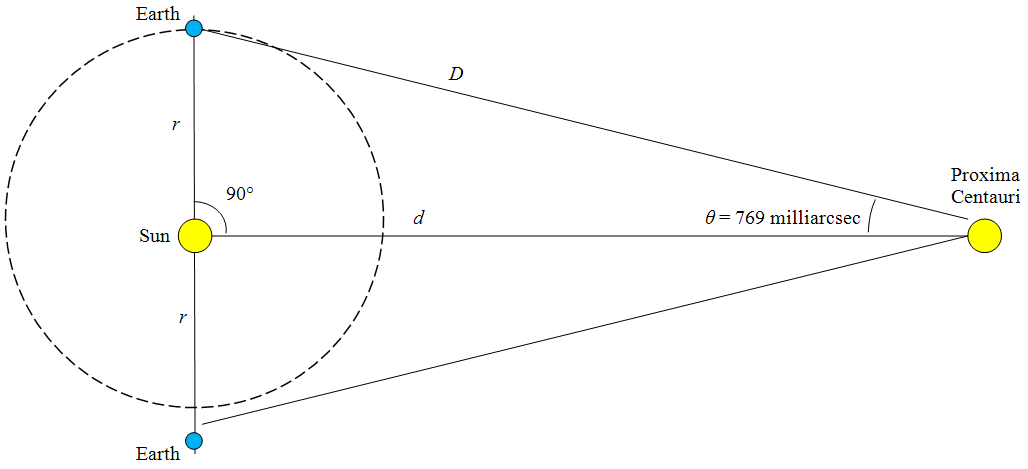 Earth
D
r
Proxima
Centauri
90°
d
θ = 769 milliarcsec
Sun
r
Earth